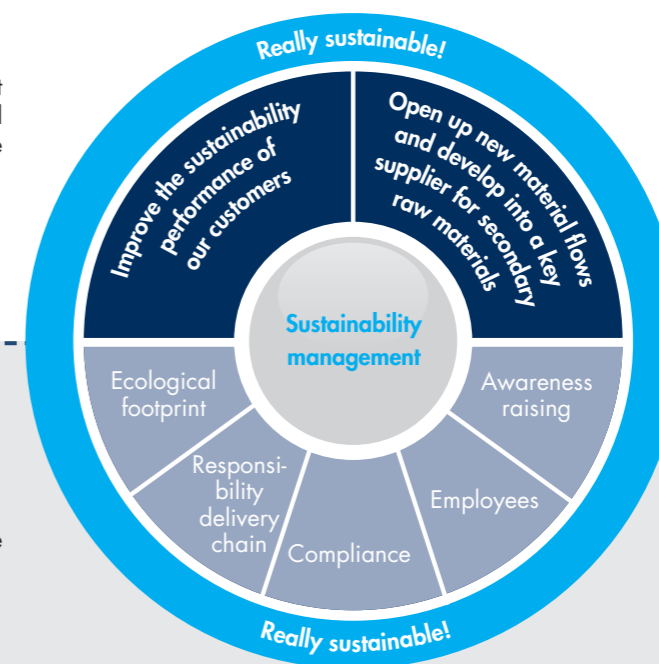 Really sustainable!
Improve the sustainability
performance of
our customers
Open up new material flows
and develop into a key
supplier for secondary
raw materials
Sustainability
management
Ecological
footprint
Responsi-
bility
delivery
chain
Compliance
Employees
Awareness
raising
Really sustainable!